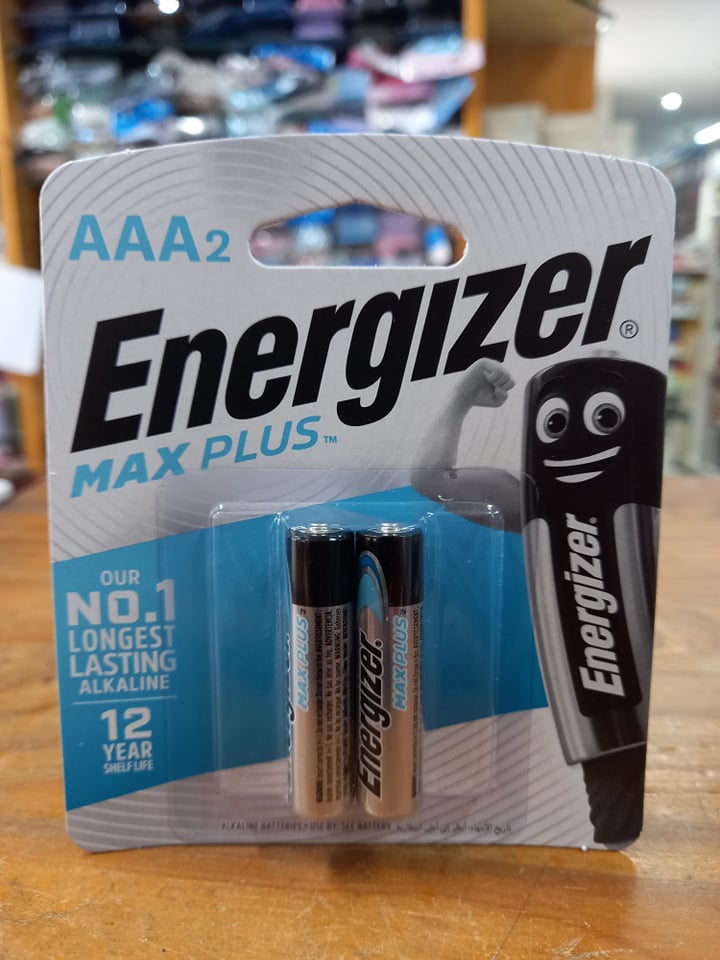 AAA2
Energizer®
MAX PLUS™
Energizer®
OUR
NO.1
LONGEST
LASTING
ALKALINE
12
YEAR
SHELF LIFE
MAX PLUS
Energizer
MAX PLUS
ALKALINE BATTERIES • USE BY: SEE BATTERY